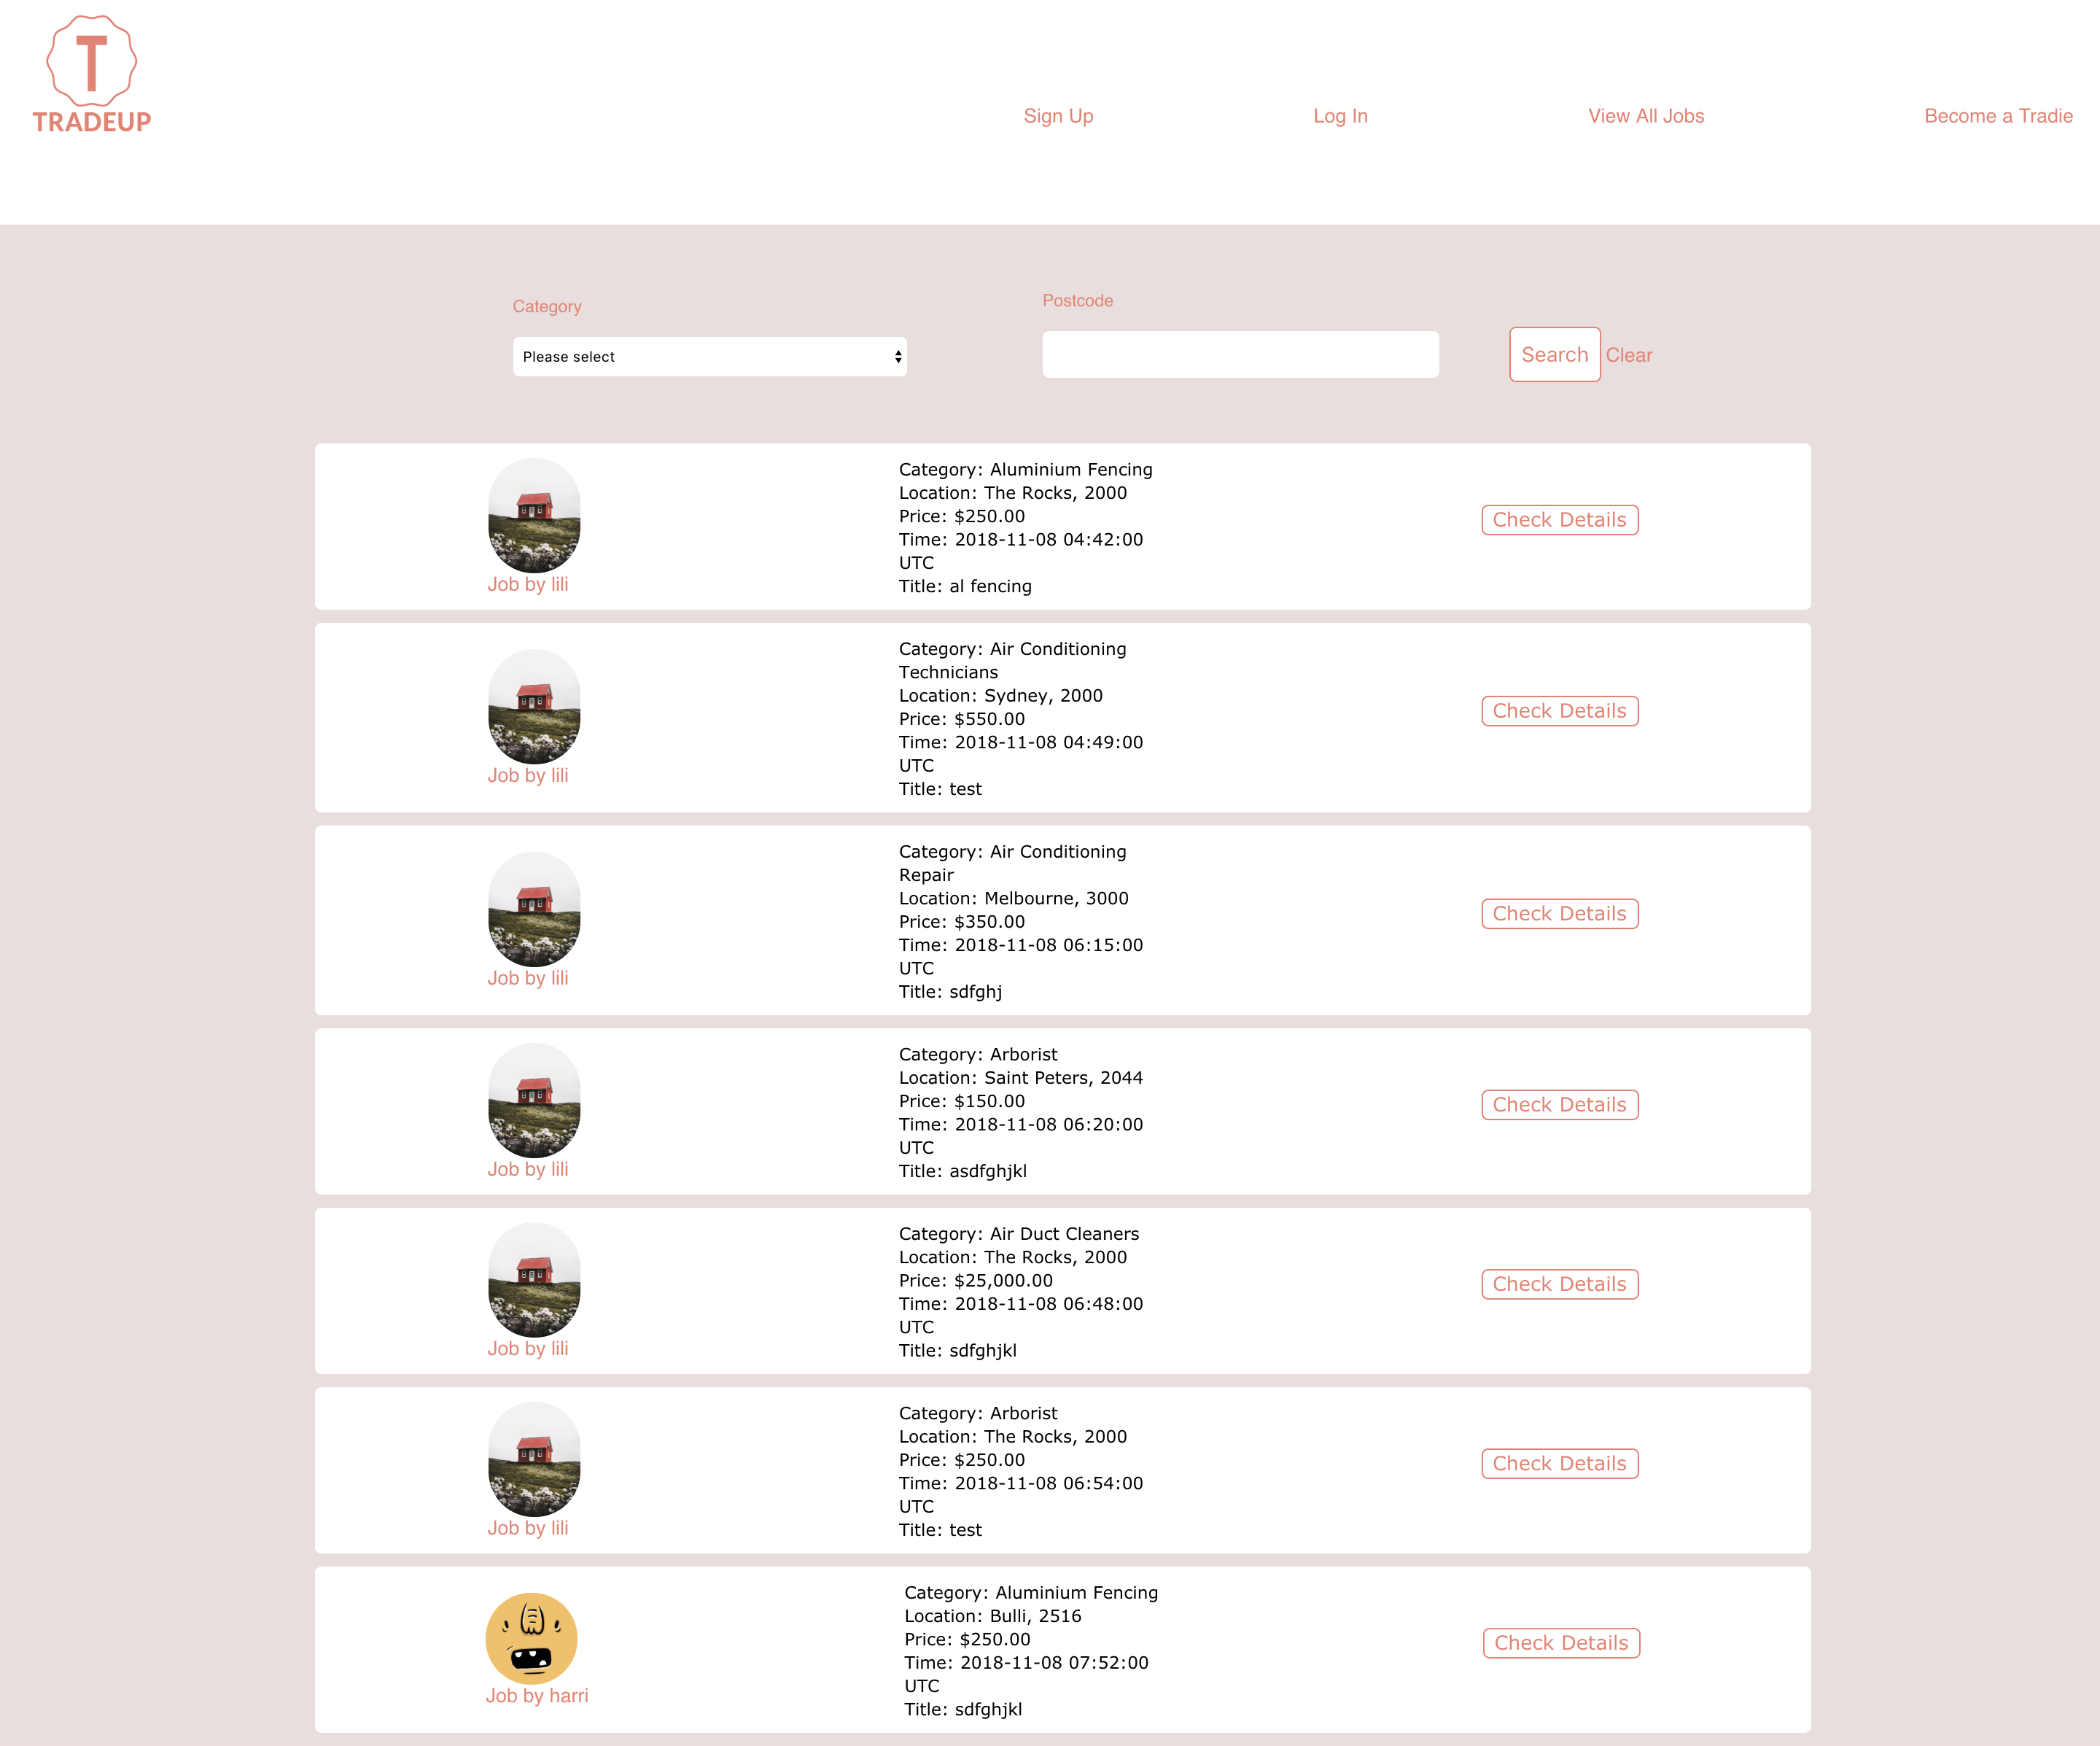 T
TRADEUP
Sign Up
Log In
View All Jobs
Become a Tradie
Category
Postcode
Please select
Search
Clear
Category: Aluminium Fencing
Location: The Rocks, 2000
Price: $250.00
Time: 2018-11-08 04:42:00
UTC
Title: al fencing
Job by lili
Check Details
Category: Air Conditioning
Technicians
Location: Sydney, 2000
Price: $550.00
Time: 2018-11-08 04:49:00
UTC
Title: test
Job by lili
Check Details
Category: Air Conditioning
Repair
Location: Melbourne, 3000
Price: $350.00
Time: 2018-11-08 06:15:00
UTC
Title: sdfghj
Job by lili
Check Details
Category: Arborist
Location: Saint Peters, 2044
Price: $150.00
Time: 2018-11-08 06:20:00
UTC
Title: asdfghjkl
Job by lili
Check Details
Category: Air Duct Cleaners
Location: The Rocks, 2000
Price: $25,000.00
Time: 2018-11-08 06:48:00
UTC
Title: sdfghjkl
Job by lili
Check Details
Category: Arborist
Location: The Rocks, 2000
Price: $250.00
Time: 2018-11-08 06:54:00
UTC
Title: test
Job by lili
Check Details
Category: Aluminium Fencing
Location: Bulli, 2516
Price: $250.00
Time: 2018-11-08 07:52:00
UTC
Title: sdfghjkl
Job by harri
Check Details